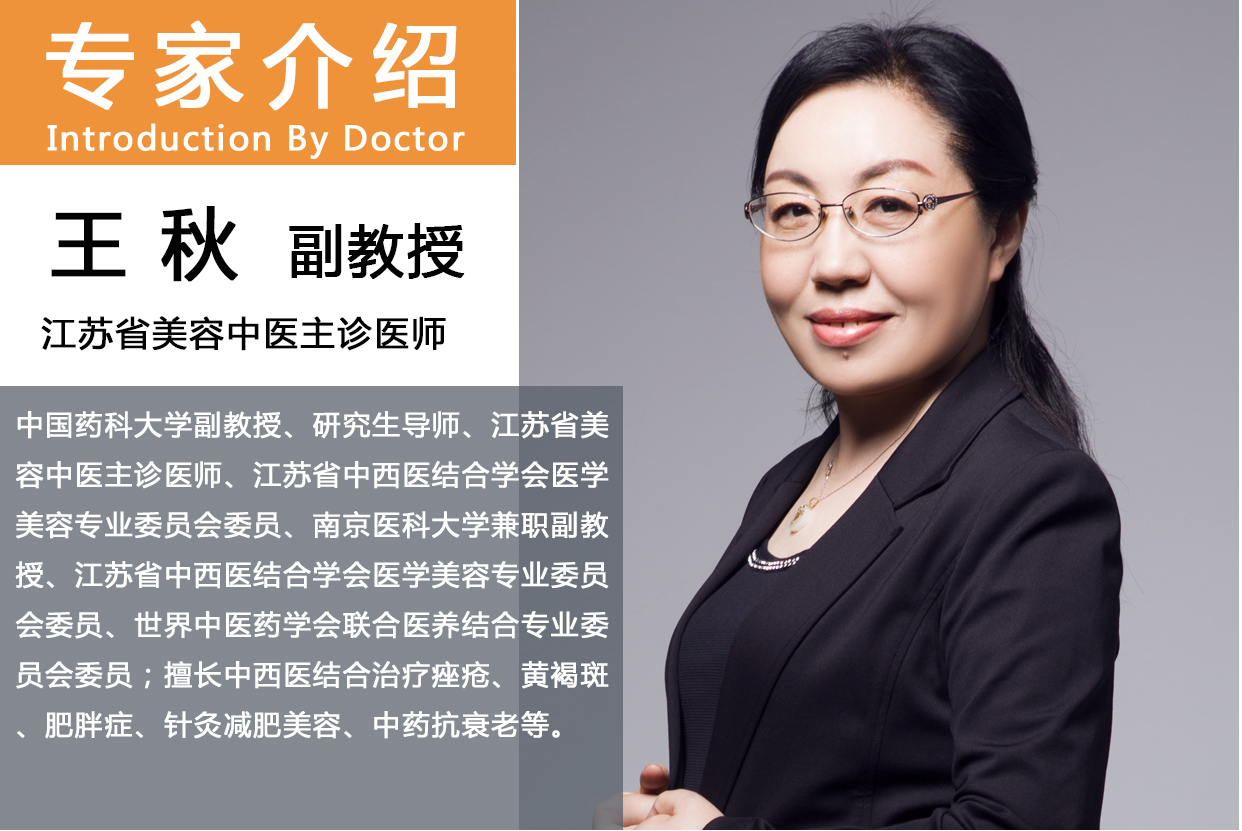 专家介绍
Introduction By Doctor
王秋 副教授
江苏省美容中医主诊医师
中国药科大学副教授、研究生导师、江苏省美
容中医主诊医师、江苏省中西医结合学会医学
美容专业委员会委员、南京医科大学兼职副教
授、江苏省中西医结合学会医学美容专业委员
会委员、世界中医药学会联合医养结合专业委
员会委员；擅长中西医结合治疗痤疮、黄褐斑
、肥胖症、针灸减肥美容、中药抗衰老等。